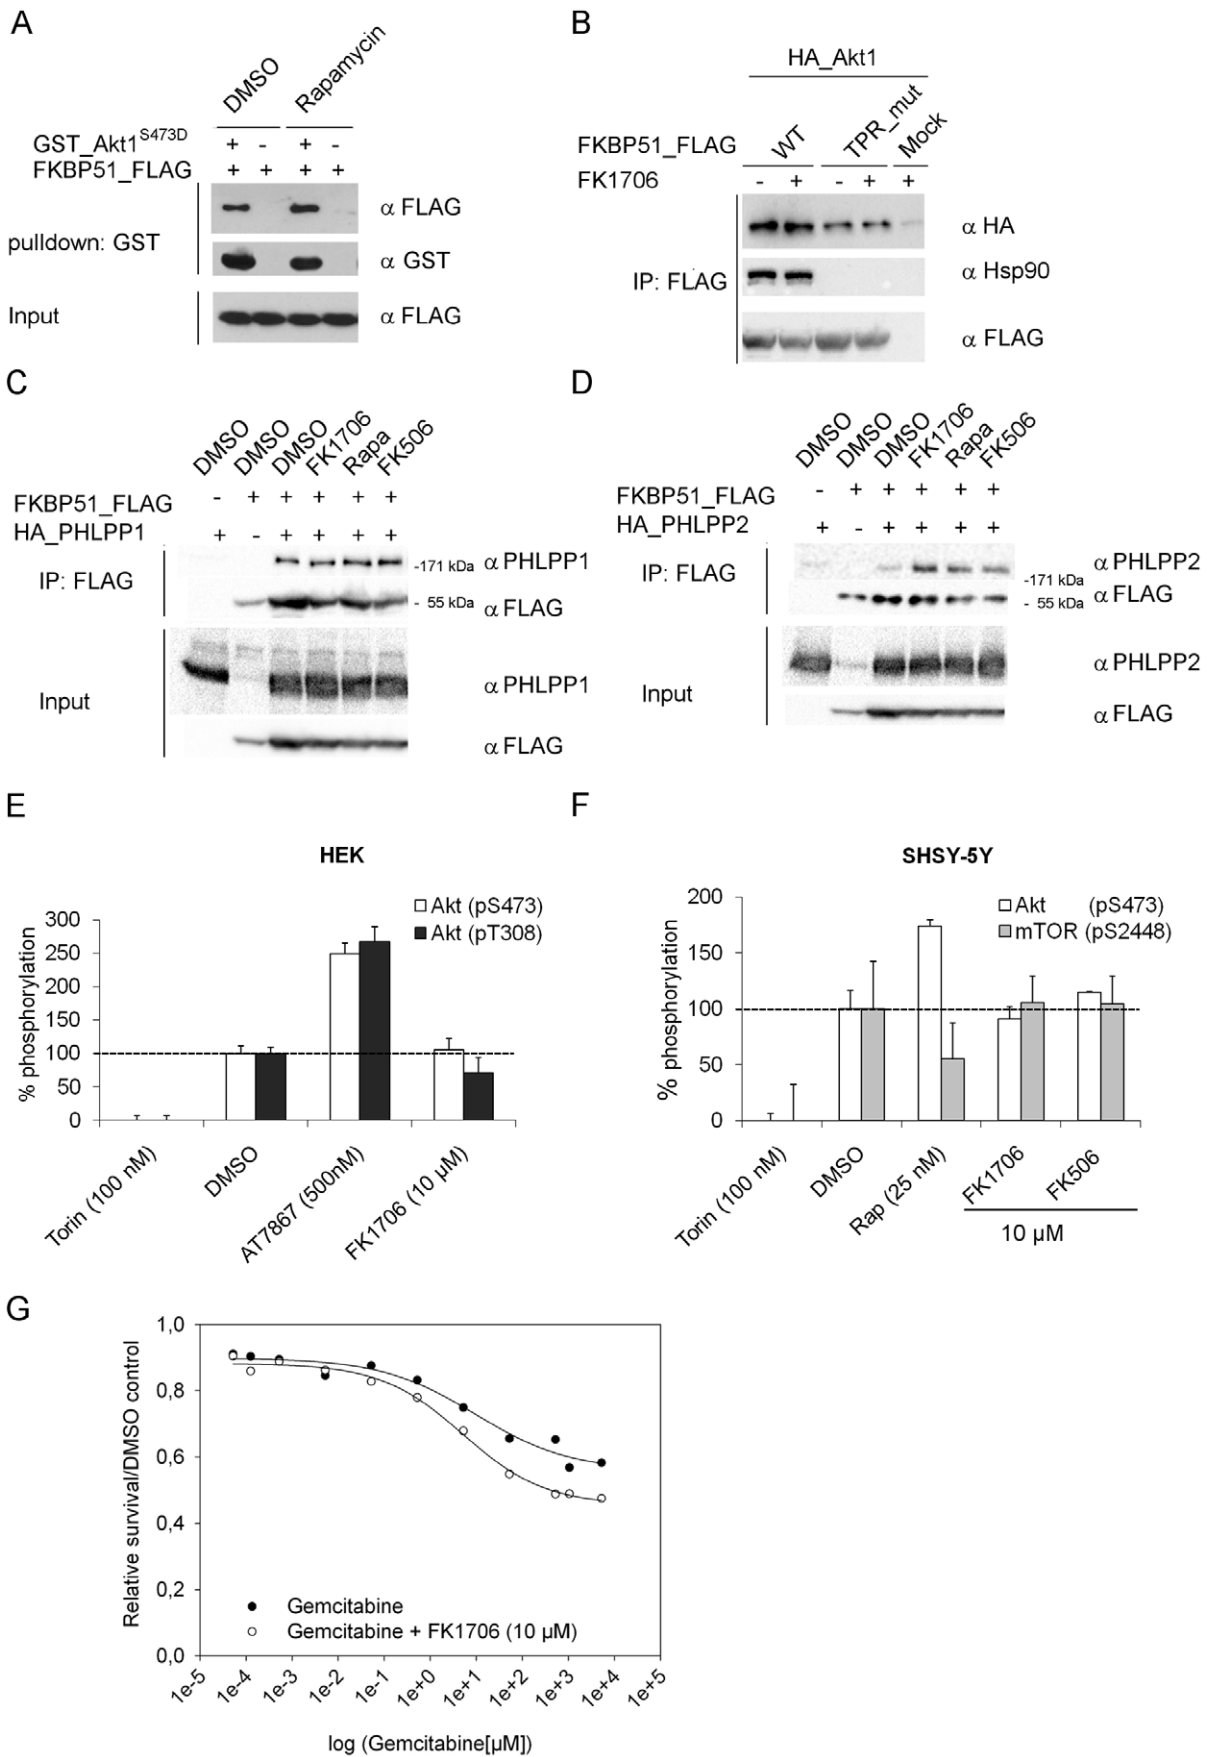 A
DMSO
Rapamycin
GST_Akt1S473D + - + -
FKBP51_FLAG + + + +
pulldown: GST
α FLAG
α GST
Input
α FLAG
B
HA_Akt1
FKBP51_FLAG WT TPR_mut Mock
FK1706 - + - + +
IP: FLAG
α HA
α Hsp90
α FLAG
C
DMSO DMSO DMSO FK1706 Rapa FK506
FKBP51_FLAG - + + + + +
HA_PHLPP1 + - + + + +
IP: FLAG
-171 kDa α PHLPP1
- 55 kDa α FLAG
Input
α PHLPP1
α FLAG
D
DMSO DMSO DMSO FK1706 Rapa FK506
FKBP51_FLAG - + + + + +
HA_PHLPP2 + - + + + +
IP: FLAG
α PHLPP2
-171 kDa
- 55 kDa α FLAG
Input
α PHLPP2
α FLAG
E
HEK
Akt (pS473)
Akt (pT308)
% phosphorylation
300
250
200
150
100
50
0
Torin (100 nM)
DMSO
AT7867 (500nM)
FK1706 (10 µM)
F
SHSY-5Y
Akt (pS473)
mTOR (pS2448)
% phosphorylation
200
150
100
50
0
Torin (100 nM)
DMSO
Rap (25 nM)
FK1706
FK506
10 µM
G
Relative survival/DMSO control
1,0
0,8
0,6
0,4
0,2
0,0
Gemcitabine
Gemcitabine + FK1706 (10 µM)
1e-5 1e-4 1e-3 1e-2 1e-1 1e+0 1e+1 1e+2 1e+3 1e+4 1e+5
log (Gemcitabine[µM])